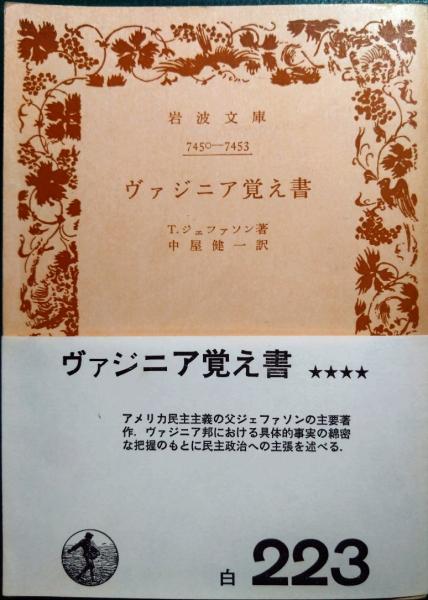 岩波文庫
7450—7453
ヴァジニア覚え書
T.ジェファソン著
中屋健一訳
ヴァジニア覚え書 ★★★★
アメリカ民主主義の父ジェファソンの主要著
作．ヴァジニア邦における具体的事実の綿密
な把握のもとに民主政治への主張を述べる．
白 223